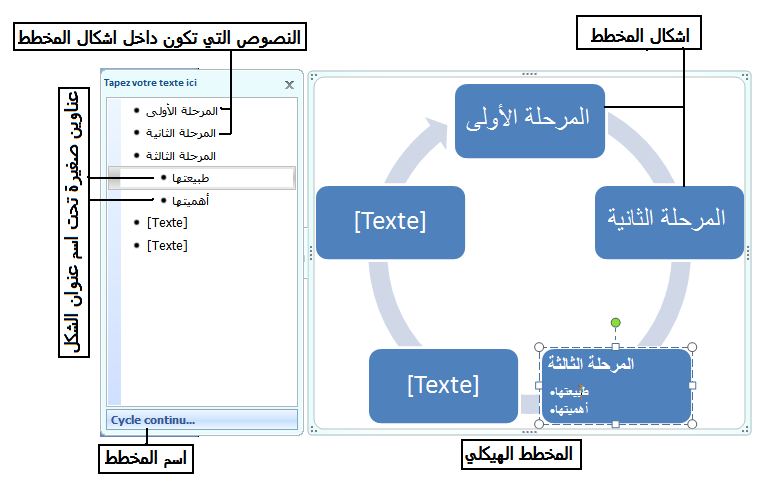 النصوص التي تكون داخل اشكال المخطط
اشكال المخطط
عناوين صغيرة تحت اسم عنوان الشكل
Tapez votre texte ici
المرحلة الأولى
المرحلة الثانية
المرحلة الثالثة
طبيعتها
أهميتها
[Texte]
[Texte]
Cycle continu...
اسم المخطط
المرحلة الأولى
المرحلة الثانية
المرحلة الثالثة
طبيعتها
أهميتها
[Texte]
[Texte]
المخطط الهيكلي